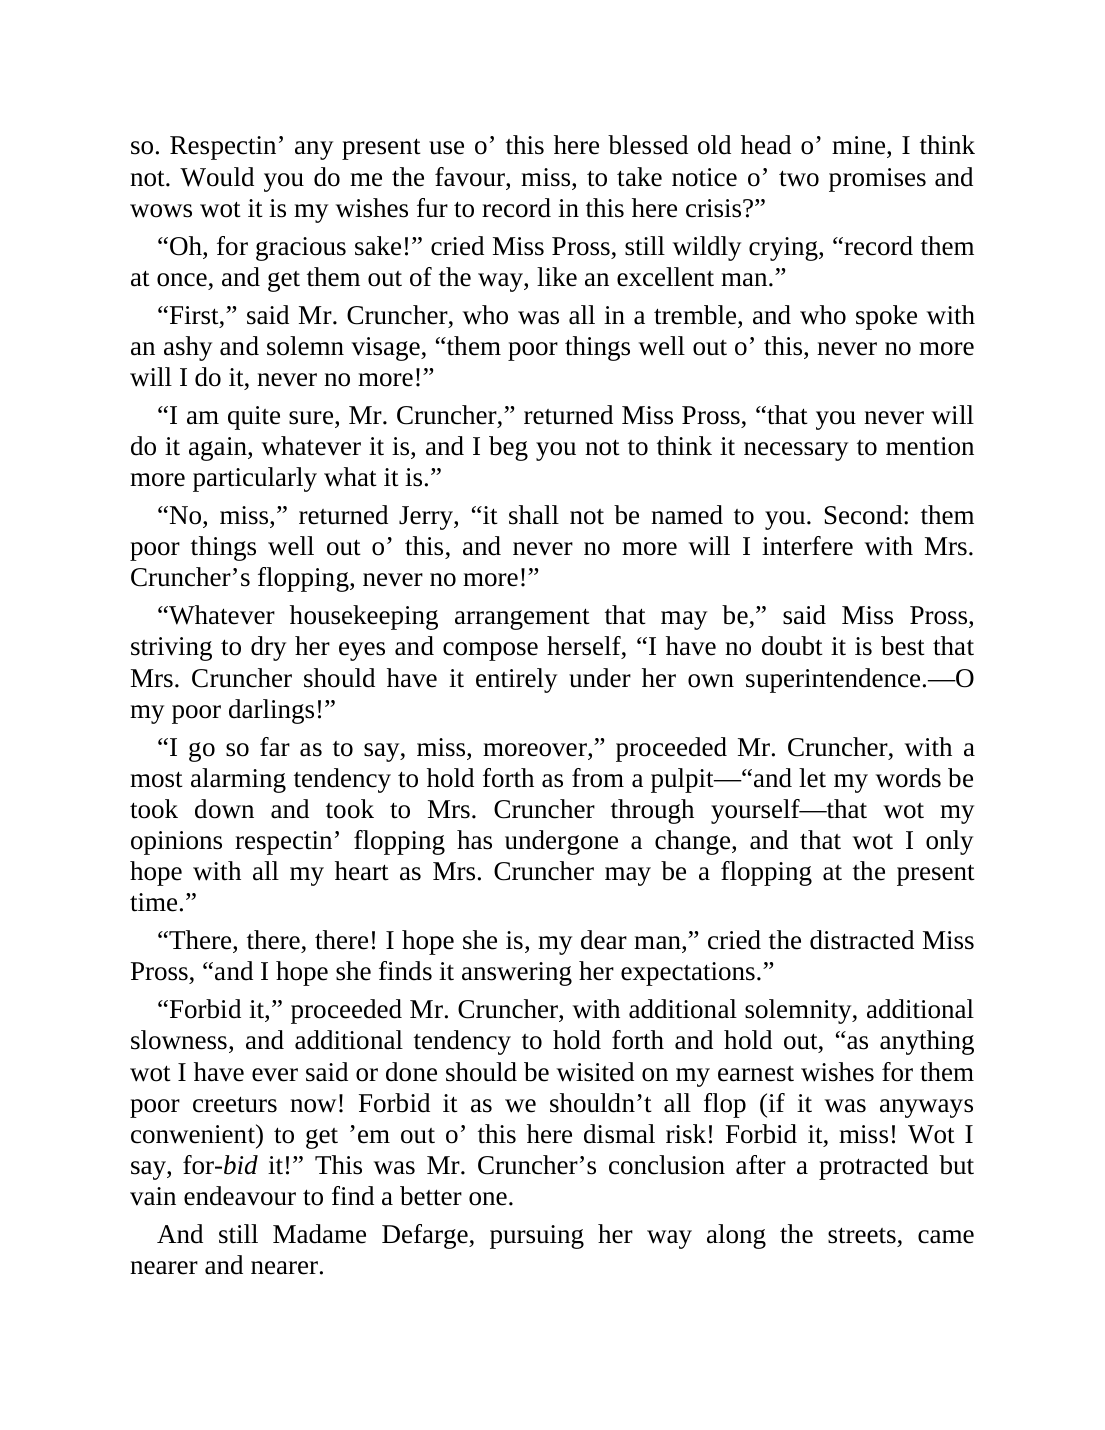 so. Respectin’ any present use o’ this here blessed old head o’ mine, I think
not. Would you do me the favour, miss, to take notice o’ two promises and
wows wot it is my wishes fur to record in this here crisis?”
“Oh, for gracious sake!” cried Miss Pross, still wildly crying, “record them
at once, and get them out of the way, like an excellent man.”
“First,” said Mr. Cruncher, who was all in a tremble, and who spoke with
an ashy and solemn visage, “them poor things well out o’ this, never no more
will I do it, never no more!”
“I am quite sure, Mr. Cruncher,” returned Miss Pross, “that you never will
do it again, whatever it is, and I beg you not to think it necessary to mention
more particularly what it is.”
“No, miss,” returned Jerry, “it shall not be named to you. Second: them
poor things well out o’ this, and never no more will I interfere with Mrs.
Cruncher’s flopping, never no more!”
“Whatever housekeeping arrangement that may be,” said Miss Pross,
striving to dry her eyes and compose herself, “I have no doubt it is best that
Mrs. Cruncher should have it entirely under her own superintendence.—O
my poor darlings!”
“I go so far as to say, miss, moreover,” proceeded Mr. Cruncher, with a
most alarming tendency to hold forth as from a pulpit—“and let my words be
took down and took to Mrs. Cruncher through yourself—that wot my
opinions respectin’ flopping has undergone a change, and that wot I only
hope with all my heart as Mrs. Cruncher may be a flopping at the present
time.”
“There, there, there! I hope she is, my dear man,” cried the distracted Miss
Pross, “and I hope she finds it answering her expectations.”
“Forbid it,” proceeded Mr. Cruncher, with additional solemnity, additional
slowness, and additional tendency to hold forth and hold out, “as anything
wot I have ever said or done should be wisited on my earnest wishes for them
poor creeturs now! Forbid it as we shouldn’t all flop (if it was anyways
conwenient) to get ’em out o’ this here dismal risk! Forbid it, miss! Wot I
say, for-bid it!” This was Mr. Cruncher’s conclusion after a protracted but
vain endeavour to find a better one.
And still Madame Defarge, pursuing her way along the streets, came
nearer and nearer.